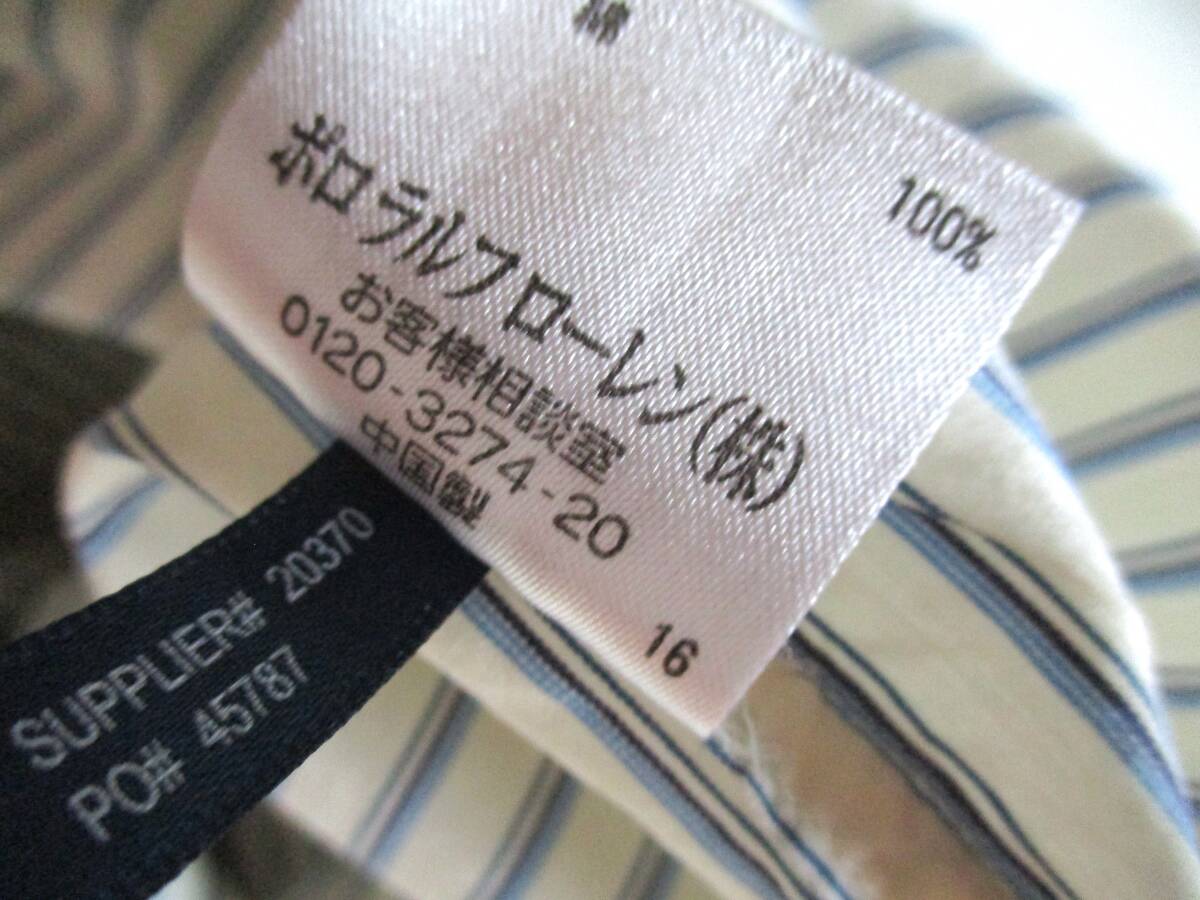 綿 100%
ポロ ラルフローレン(株)
お客様相談室
0120-3274-20
中国製
16
SUPPLIER# 20370
PO# 45787